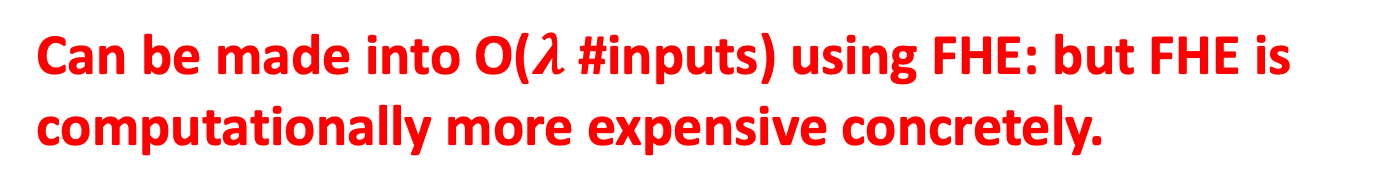 Can be made into O(𝜆 #inputs) using FHE: but FHE is
computationally more expensive concretely.